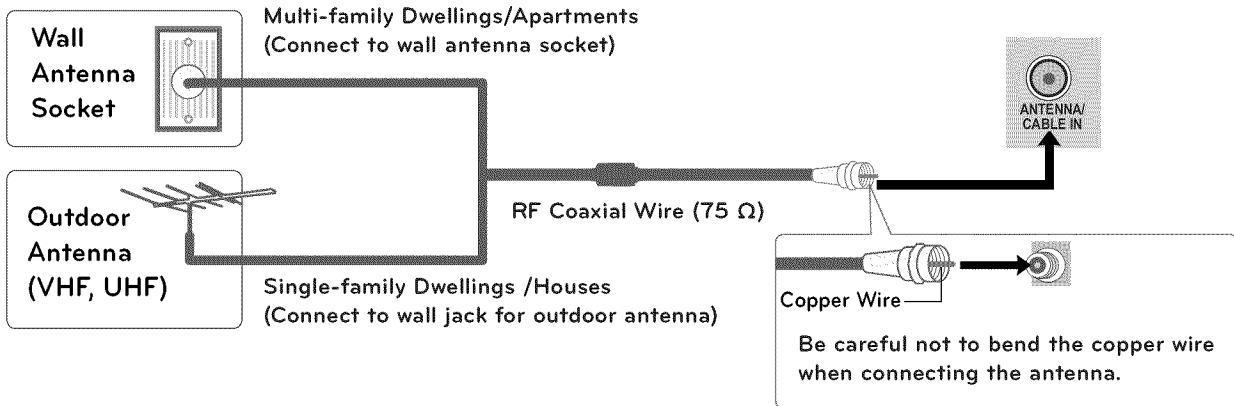 Multi-family Dwellings/Apartments
(Connect to wall antenna socket)
Wall
Antenna
Socket
ANTENNA/
CABLE IN
RF Coaxial Wire (75 Ω)
Outdoor
Antenna
(VHF, UHF)
Single-family Dwellings /Houses
(Connect to wall jack for outdoor antenna)
Copper Wire
Be careful not to bend the copper wire
when connecting the antenna.